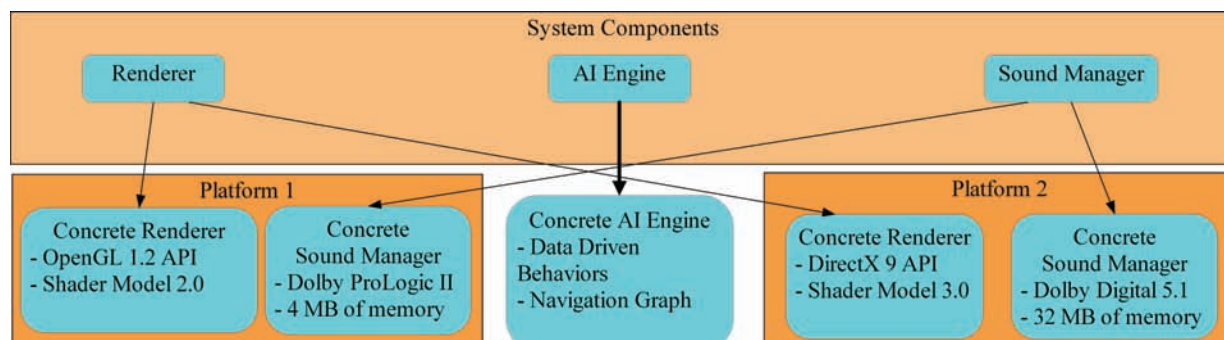 System Components
Renderer
AI Engine
Sound Manager
Platform 1
Concrete Renderer
- OpenGL 1.2 API
- Shader Model 2.0
Concrete
Sound Manager
- Dolby ProLogic II
- 4 MB of memory
Concrete AI Engine
- Data Driven
Behaviors
- Navigation Graph
Platform 2
Concrete Renderer
- DirectX 9 API
- Shader Model 3.0
Concrete
Sound Manager
- Dolby Digital 5.1
- 32 MB of memory